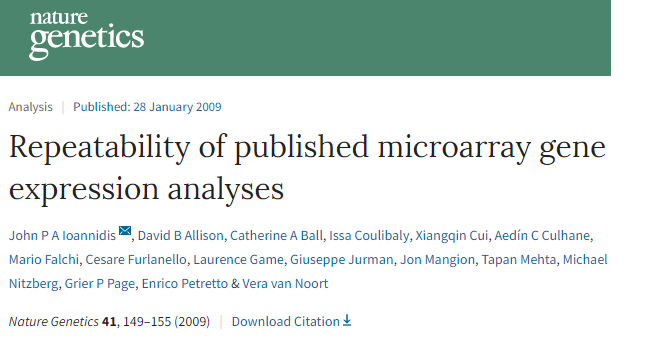 nature
genetics
Analysis | Published: 28 January 2009
Repeatability of published microarray gene
expression analyses
John P A Ioannidis, David B Allison, Catherine A Ball, Issa Coulibaly, Xiangqin Cui, Aedín C Culhane,
Mario Falchi, Cesare Furlanello, Laurence Game, Giuseppe Jurman, Jon Mangion, Tapan Mehta, Michael
Nitzberg, Grier P Page, Enrico Petretto & Vera van Noort
Nature Genetics 41, 149–155 (2009) | Download Citation